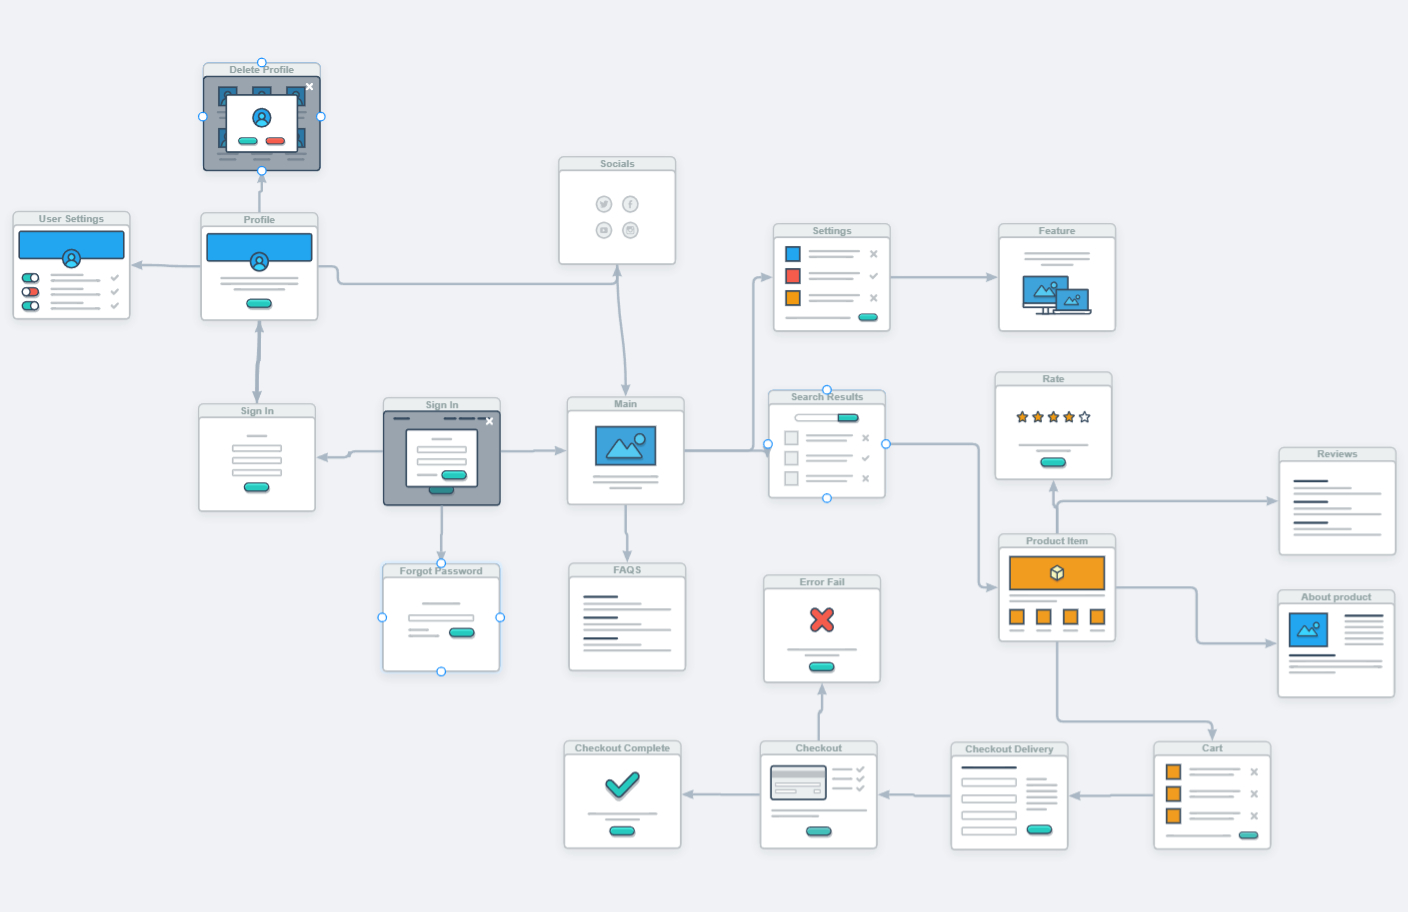 Delete Profile
Socials
User Settings
Profile
Settings
Feature
Rate
Search Results
Main
Sign In
Sign In
Reviews
Product Item
Forgot Password
FAQS
Error Fail
About product
Checkout Complete
Checkout
Checkout Delivery
Cart